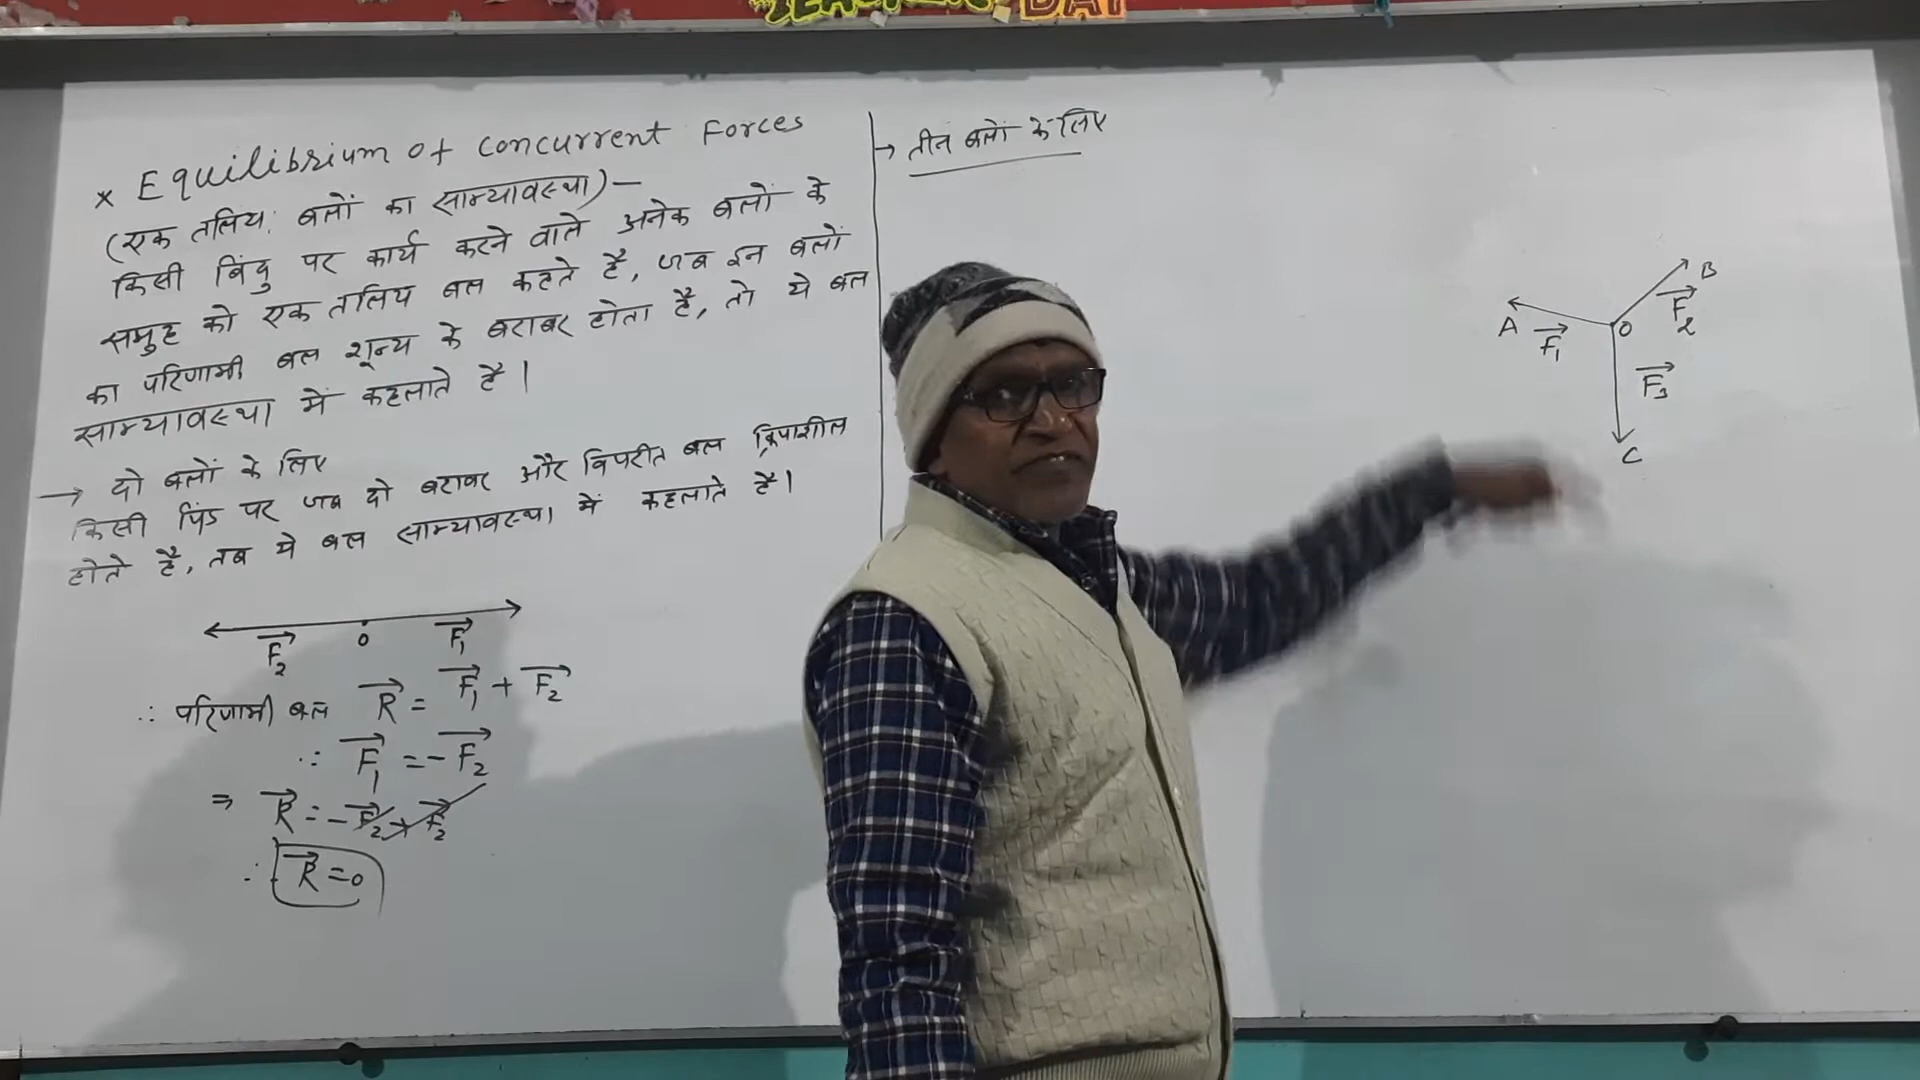 TEACHER'S DAY
* Equilibrium of concurrent Forces
(एक तलिय: बलों का साम्यावस्था) –
किसी बिंदु पर कार्य करने वाले अनेक बलों के
समुह को एक तलिय बल कहते है, जब इन बलों
का परिणामी बल शून्य के बराबर होता है, तो ये बल
साम्यावस्था में कहलाते है।
→ दो बलों के लिए
किसी पिंड पर जब दो बराबर और विपरीत बल क्रियाशील
होते है, तब ये बल साम्यावस्था में कहलाते है।
F₂→ O F₁→
∴ परिणामी बल R→ = F₁→ + F₂→
∵ F₁→ = -F₂→
⇒ R→ = -F₂→ + F₂→
∴ R→ = 0
→ तीन बलों के लिए
B
A O F₂→
F₁→
F₃→
C